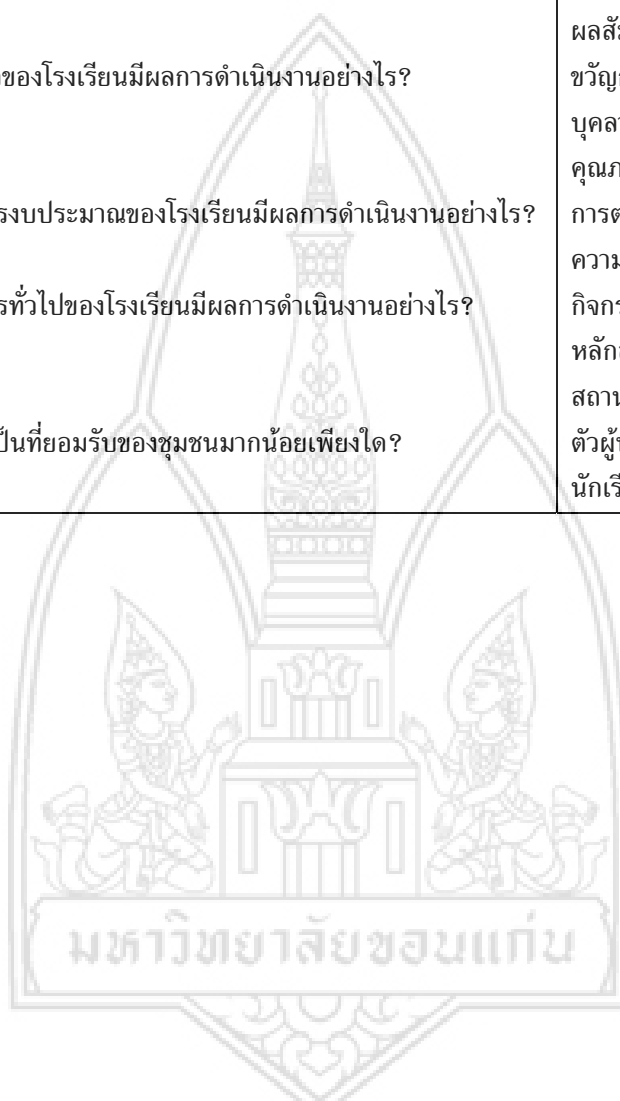 ผลสัม
ของโรงเรียนมีผลการดำเนินงานอย่างไร?
ขวัญ
บุคลา
คุณภ
รงบประมาณของโรงเรียนมีผลการดำเนินงานอย่างไร?
การต
ความ
รทั่วไปของโรงเรียนมีผลการดำเนินงานอย่างไร?
กิจกร
หลัก
สถาน
ป็นที่ยอมรับของชุมชนมากน้อยเพียงใด?
ตัวผู้
นักเรี
มหาวิทยาลัยขอนแก่น